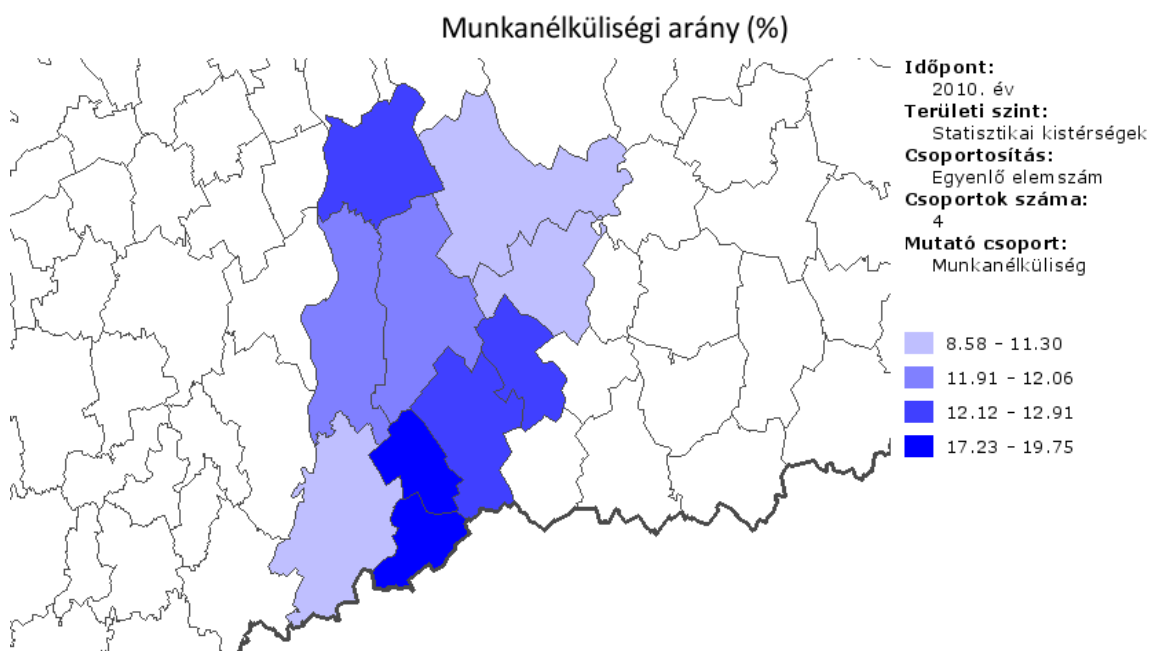 Munkanélküliségi arány (%)
Időpont:
2010. év
Területi szint:
Statisztikai kistérségek
Csoportosítás:
Egyenlő elemszám
Csoportok száma:
4
Mutató csoport:
Munkanélküliség
8.58 - 11.30
11.91 - 12.06
12.12 - 12.91
17.23 - 19.75